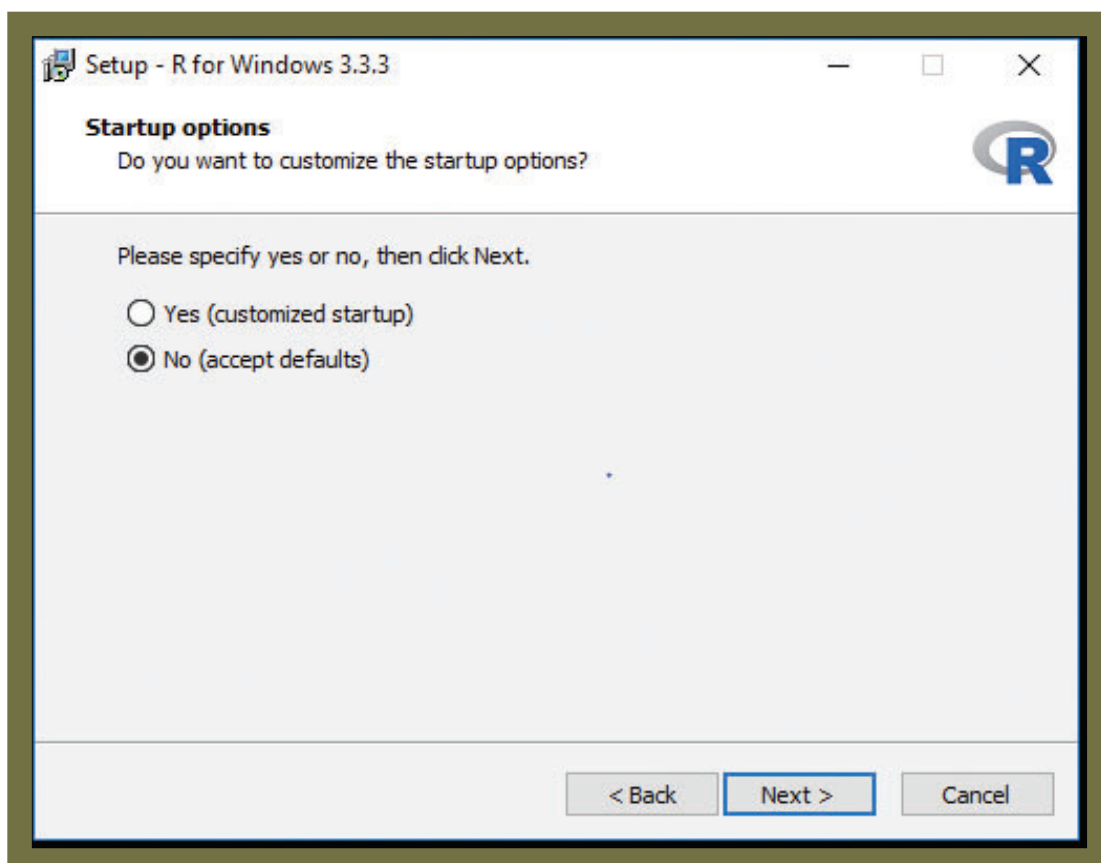 Setup - R for Windows 3.3.3
Startup options
Do you want to customize the startup options?
R
Please specify yes or no, then click Next.
Yes (customized startup)
No (accept defaults)
< Back
Next >
Cancel